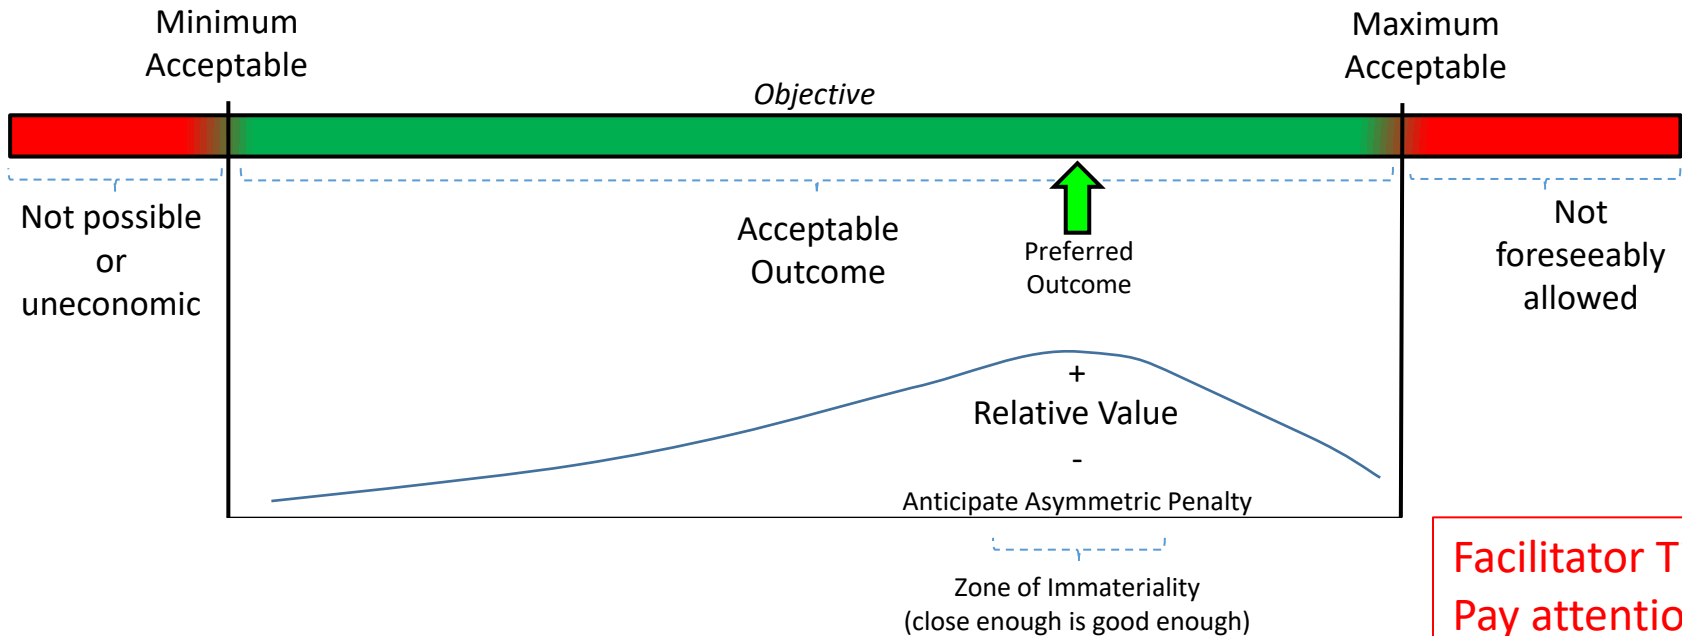 Minimum
Acceptable
Maximum
Acceptable
Objective
Not possible
or
uneconomic
Acceptable
Outcome
Preferred
Outcome
Not
foreseeably
allowed
+
Relative Value
-
Anticipate Asymmetric Penalty
Zone of Immateriality
(close enough is good enough)
Facilitator T
Pay attentio